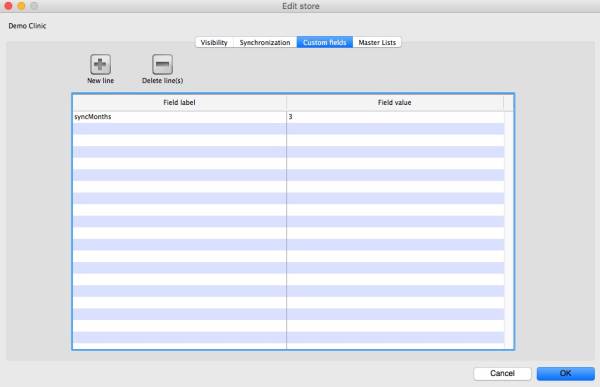 Edit store
Demo Clinic
Visibility Synchronization Custom fields Master Lists
New line Delete line(s)
Field label Field value
syncMonths 3
Cancel OK